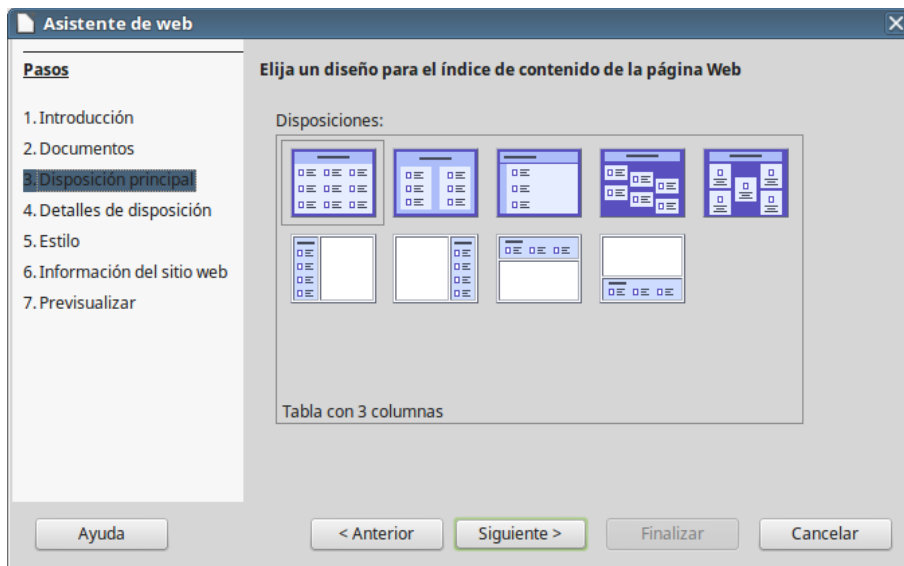 Asistente de web
Pasos
1. Introducción
2. Documentos
3. Disposición principal
4. Detalles de disposición
5. Estilo
6. Información del sitio web
7. Previsualizar
Elija un diseño para el índice de contenido de la página Web
Disposiciones:
Tabla con 3 columnas
Ayuda
< Anterior
Siguiente >
Finalizar
Cancelar